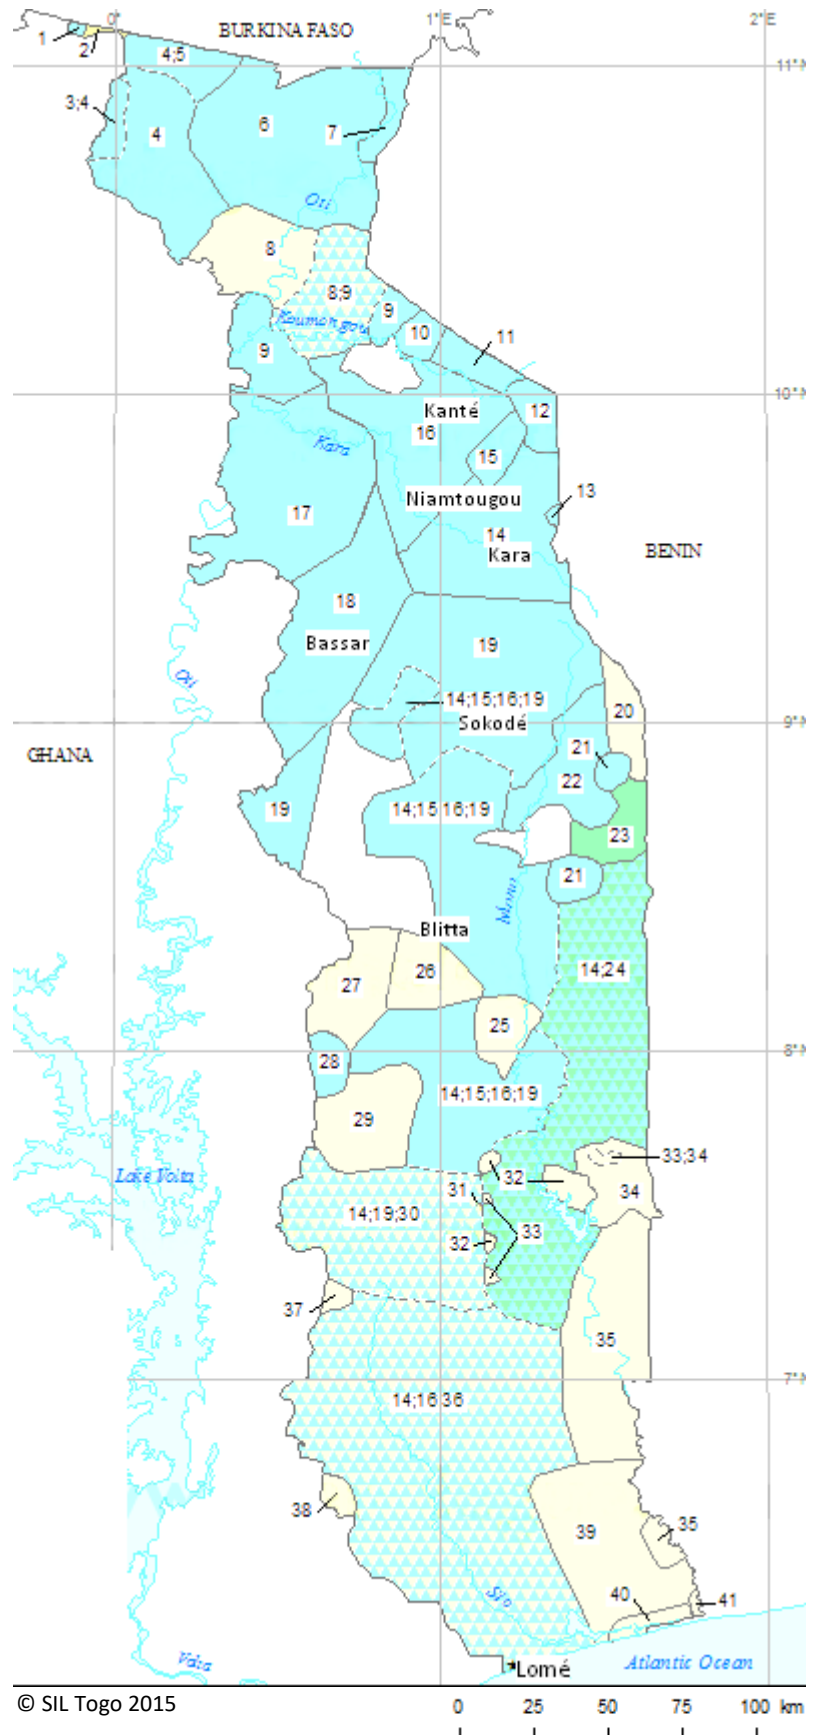 0° 1°E 2°E
BURKINA FASO
1
2
4;5
11°N
3;4
4
6
7
Oti
8
8;9
9
Koumongou
10
11
9
10°N
Kanté
12
16
Kara
15
Niamtougou
13
17
14
Kara
BENIN
18
Bassar
19
Oti
14;15;16;19
20
Sokodé
9°N
GHANA
21
22
19
14;15;16;19
23
21
Mono
Blitta
14;24
26
27
25
8°N
28
14;15;16;19
29
33;34
Lake Volta
32
31
34
14;19;30
33
32
37
35
7°N
14;16;36
38
35
39
Sio
40
41
Volta
Atlantic Ocean
Lomé
© SIL Togo 2015
0 25 50 75 100 km